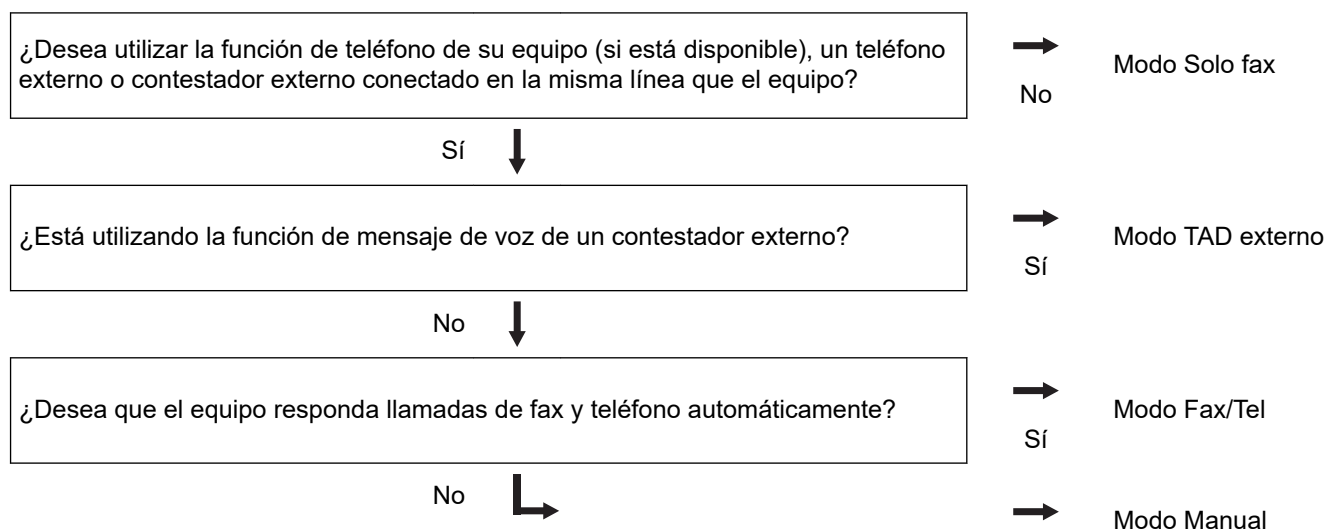 ¿Desea utilizar la función de teléfono de su equipo (si está disponible), un teléfono
externo o contestador externo conectado en la misma línea que el equipo?
No
Modo Solo fax
Sí
¿Está utilizando la función de mensaje de voz de un contestador externo?
Sí
Modo TAD externo
No
¿Desea que el equipo responda llamadas de fax y teléfono automáticamente?
Sí
Modo Fax/Tel
No
Modo Manual